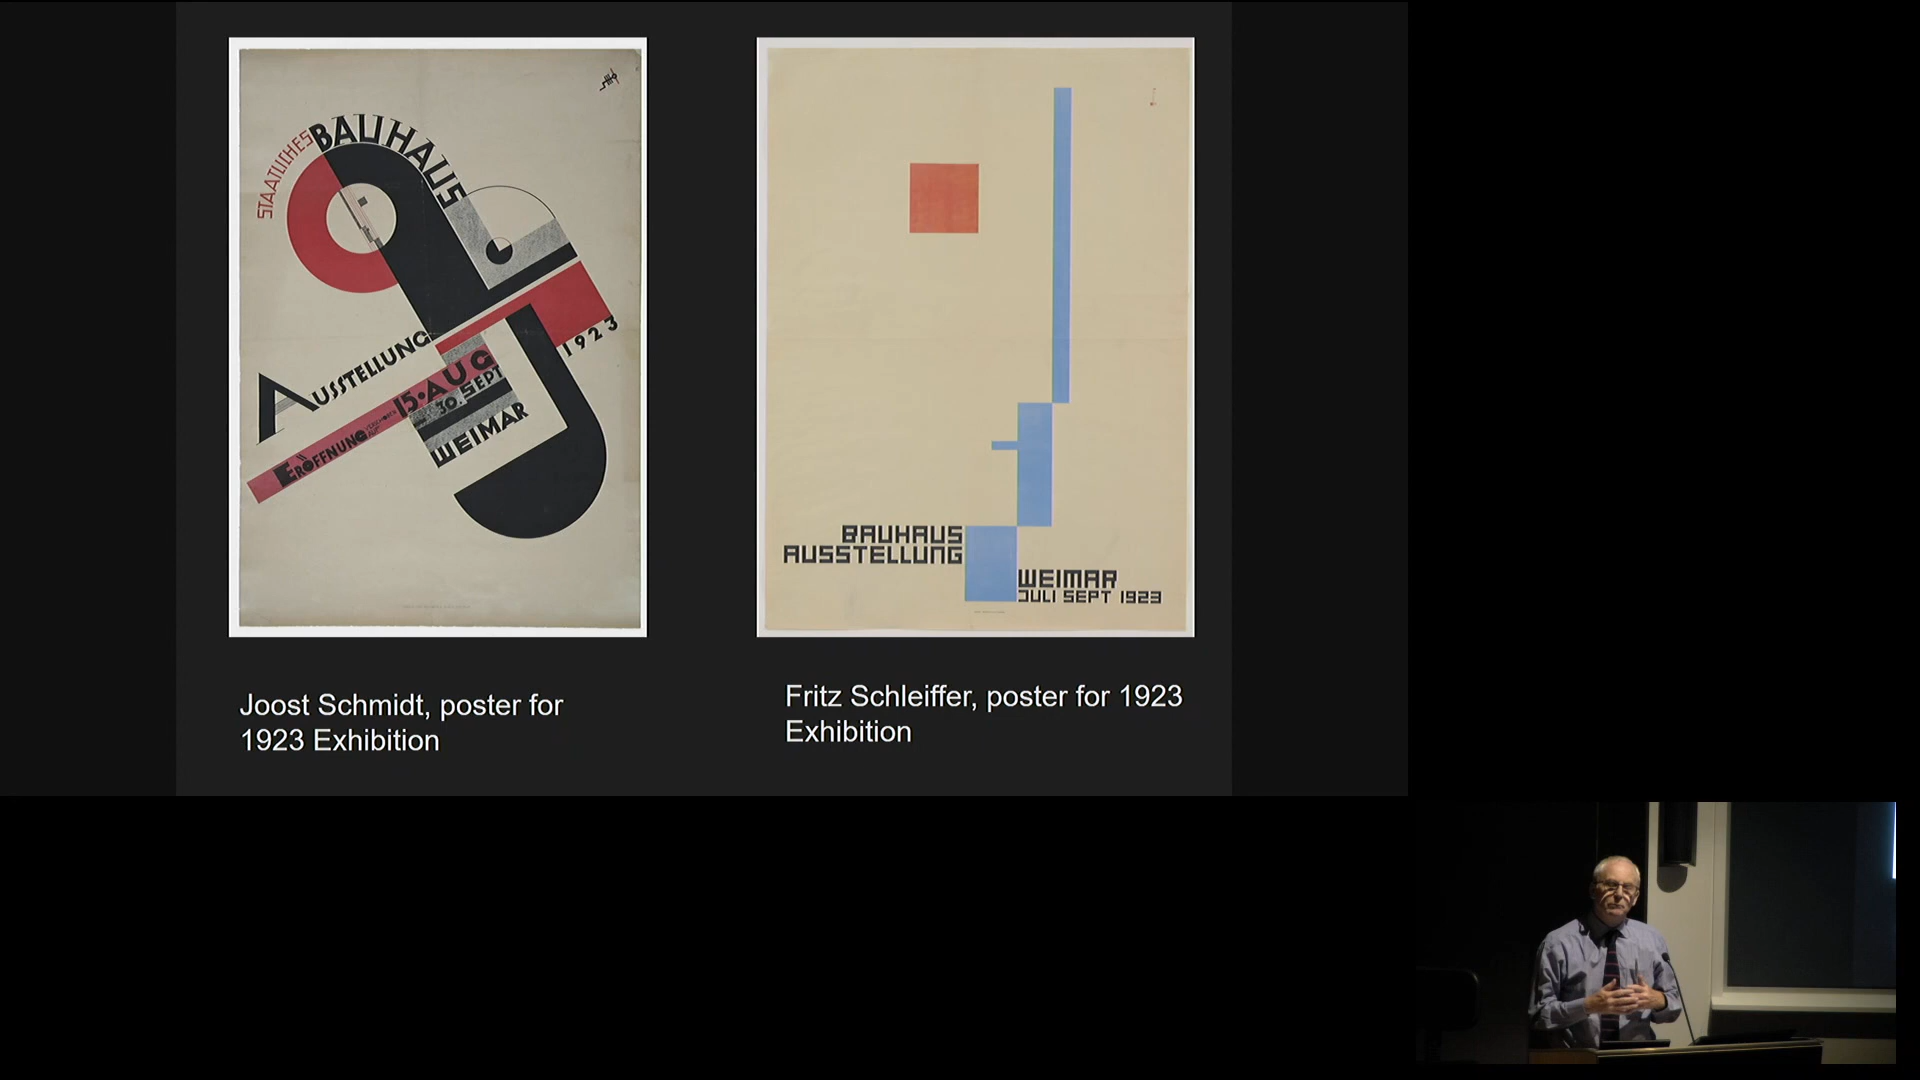 STAATLICHES
BAUHAUS
AUSSTELLUNG
1923
15·AUG
30.SEPT
ERÖFFNUNG
WEIMAR
BAUHAUS
AUSSTELLUNG
WEIMAR
JULI SEPT 1923
Joost Schmidt, poster for
1923 Exhibition
Fritz Schleiffer, poster for 1923
Exhibition